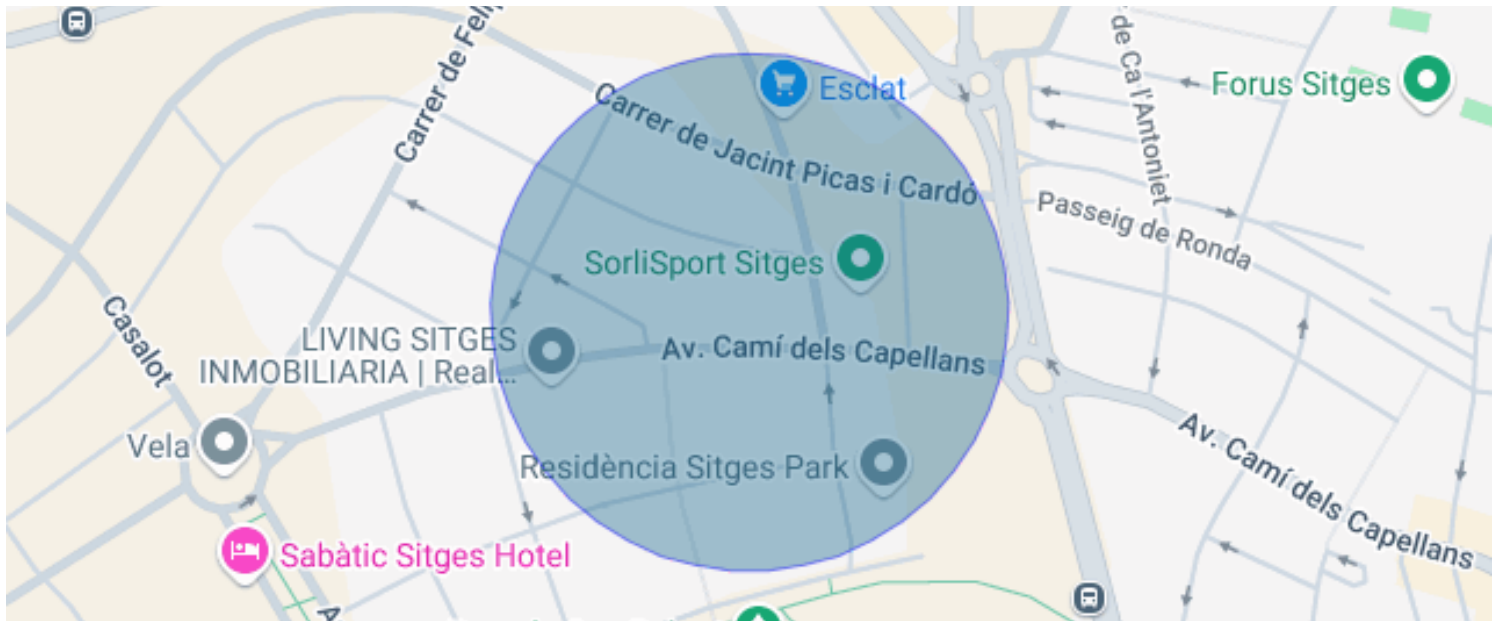 Carrer de Felip
Esclat
Forus Sitges
de Ca l'Antoniet
Carrer de Jacint Picas i Cardó
Passeig de Ronda
SorliSport Sitges
Casalot
LIVING SITGES
INMOBILIARIA | Real...
Av. Camí dels Capellans
Vela
Residència Sitges Park
Av. Camí dels Capellans
Sabàtic Sitges Hotel
A